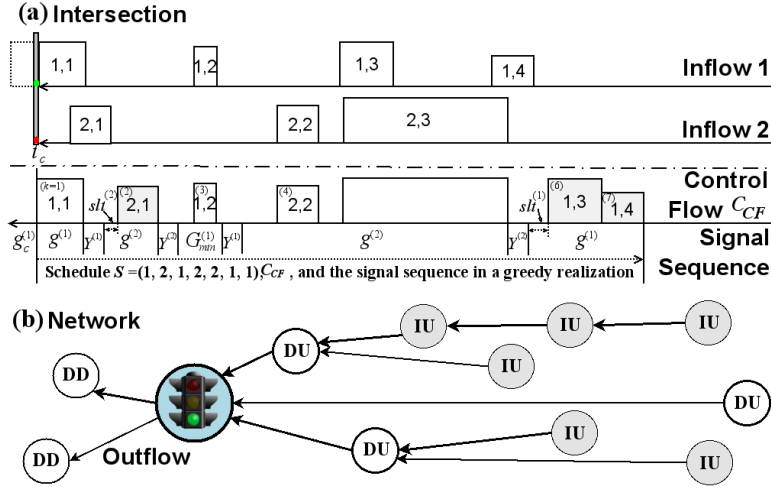 (a) Intersection
1,1 1,2 1,3 1,4
Inflow 1
2,1 2,2 2,3
Inflow 2
t_c
Control
(k=1) slt^(2) (2) (3) (4) slt^(1) (6) (7)
1,1 2,1 1,2 2,2 1,3 1,4
Flow C_CF
g_c^(1) g^(1) Y^(1) g^(2) Y^(2) G_min^(1) Y^(1) g^(2) Y^(2) g^(1)
Signal
Sequence
Schedule S =(1, 2, 1, 2, 2, 1, 1), C_CF , and the signal sequence in a greedy realization
(b) Network
IU IU IU
DU
IU
DD
DU
IU
DU
DD
Outflow
IU